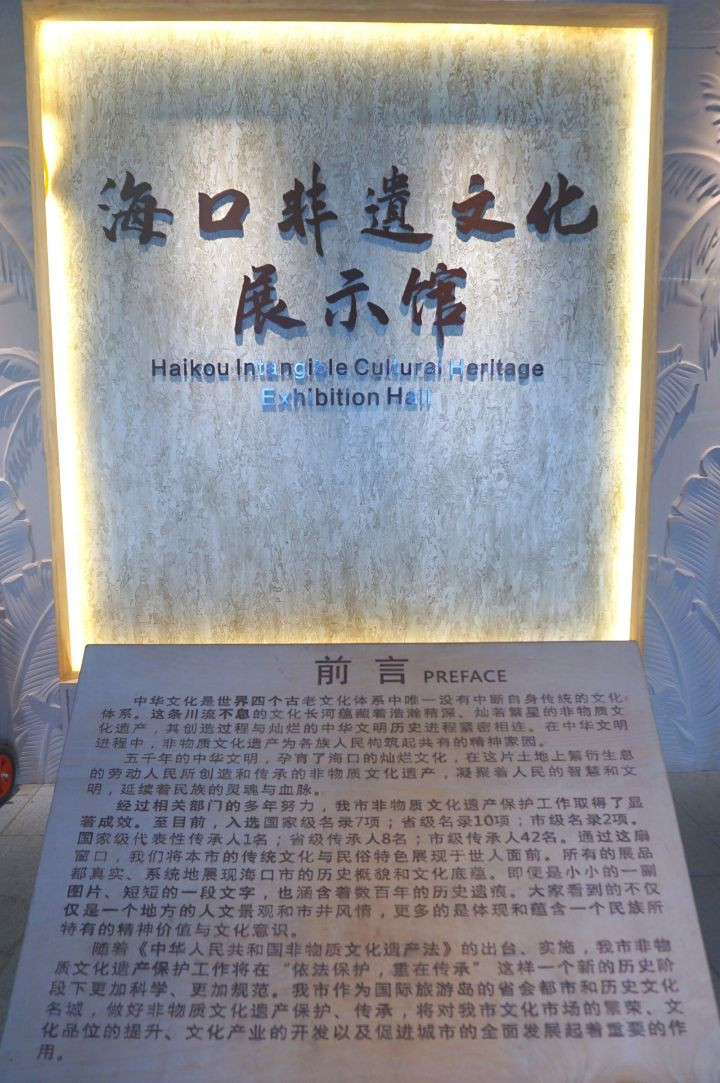 海口非遺文化
展示馆
Haikou Intangible Cultural Heritage
Exhibition Hall
前言 PREFACE
中华文化是世界四个古老文化体系中唯一没有中断自身传统的文化
体系。这条川流不息的文化长河蕴藏着浩瀚精深、灿若繁星的非物质文
化遗产，其创造过程与灿烂的中华文明历史进程紧密相连。在中华文明
进程中，非物质文化遗产为各族人民构筑起共有的精神家园。
五千年的中华文明，孕育了海口的灿烂文化，在这片土地上繁衍生息
的劳动人民所创造和传承的非物质文化遗产，凝聚着人民的智慧和文
明，延续着民族的灵魂与血脉。
经过相关部门的多年努力，我市非物质文化遗产保护工作取得了显
著成效。至目前，入选国家级名录7项；省级名录10项；市级名录2项。
国家级代表性传承人1名；省级传承人8名；市级传承人42名。通过这扇
窗口，我们将本市的传统文化与民俗特色展现于世人面前。所有的展品
都真实、系统地展现海口市的历史概貌和文化底蕴。即便是小小的一副
图片、短短的一段文字，也涵含着数百年的历史遗痕。大家看到的不仅
仅是一个地方的人文景观和市井风情，更多的是体现和蕴含一个民族所
特有的精神价值与文化意识。
随着《中华人民共和国非物质文化遗产法》的出台、实施，我市非物
质文化遗产保护工作将在“依法保护，重在传承”这样一个新的历史阶
段下更加科学、更加规范。我市作为国际旅游岛的省会都市和历史文化
名城，做好非物质文化遗产保护、传承，将对我市文化市场的繁荣、文
化品位的提升、文化产业的开发以及促进城市的全面发展起着重要的作
用。